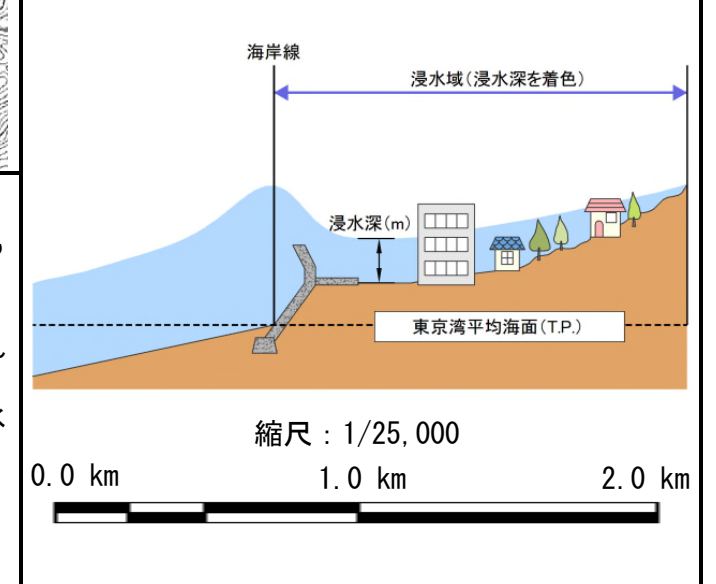 海岸線
浸水域（浸水深を着色）
浸水深（m）
東京湾平均海面（T.P.）
縮尺：1/25,000
0.0 km 1.0 km 2.0 km